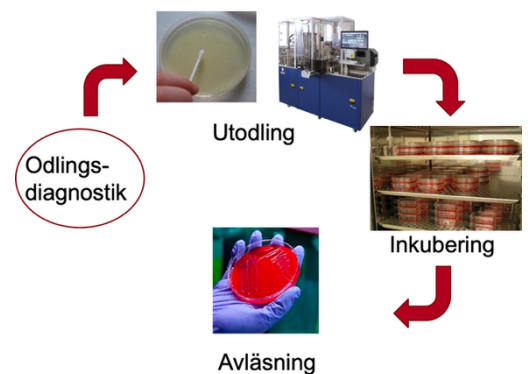 Utodling
Odlings-
diagnostik
Inkubering
Avläsning